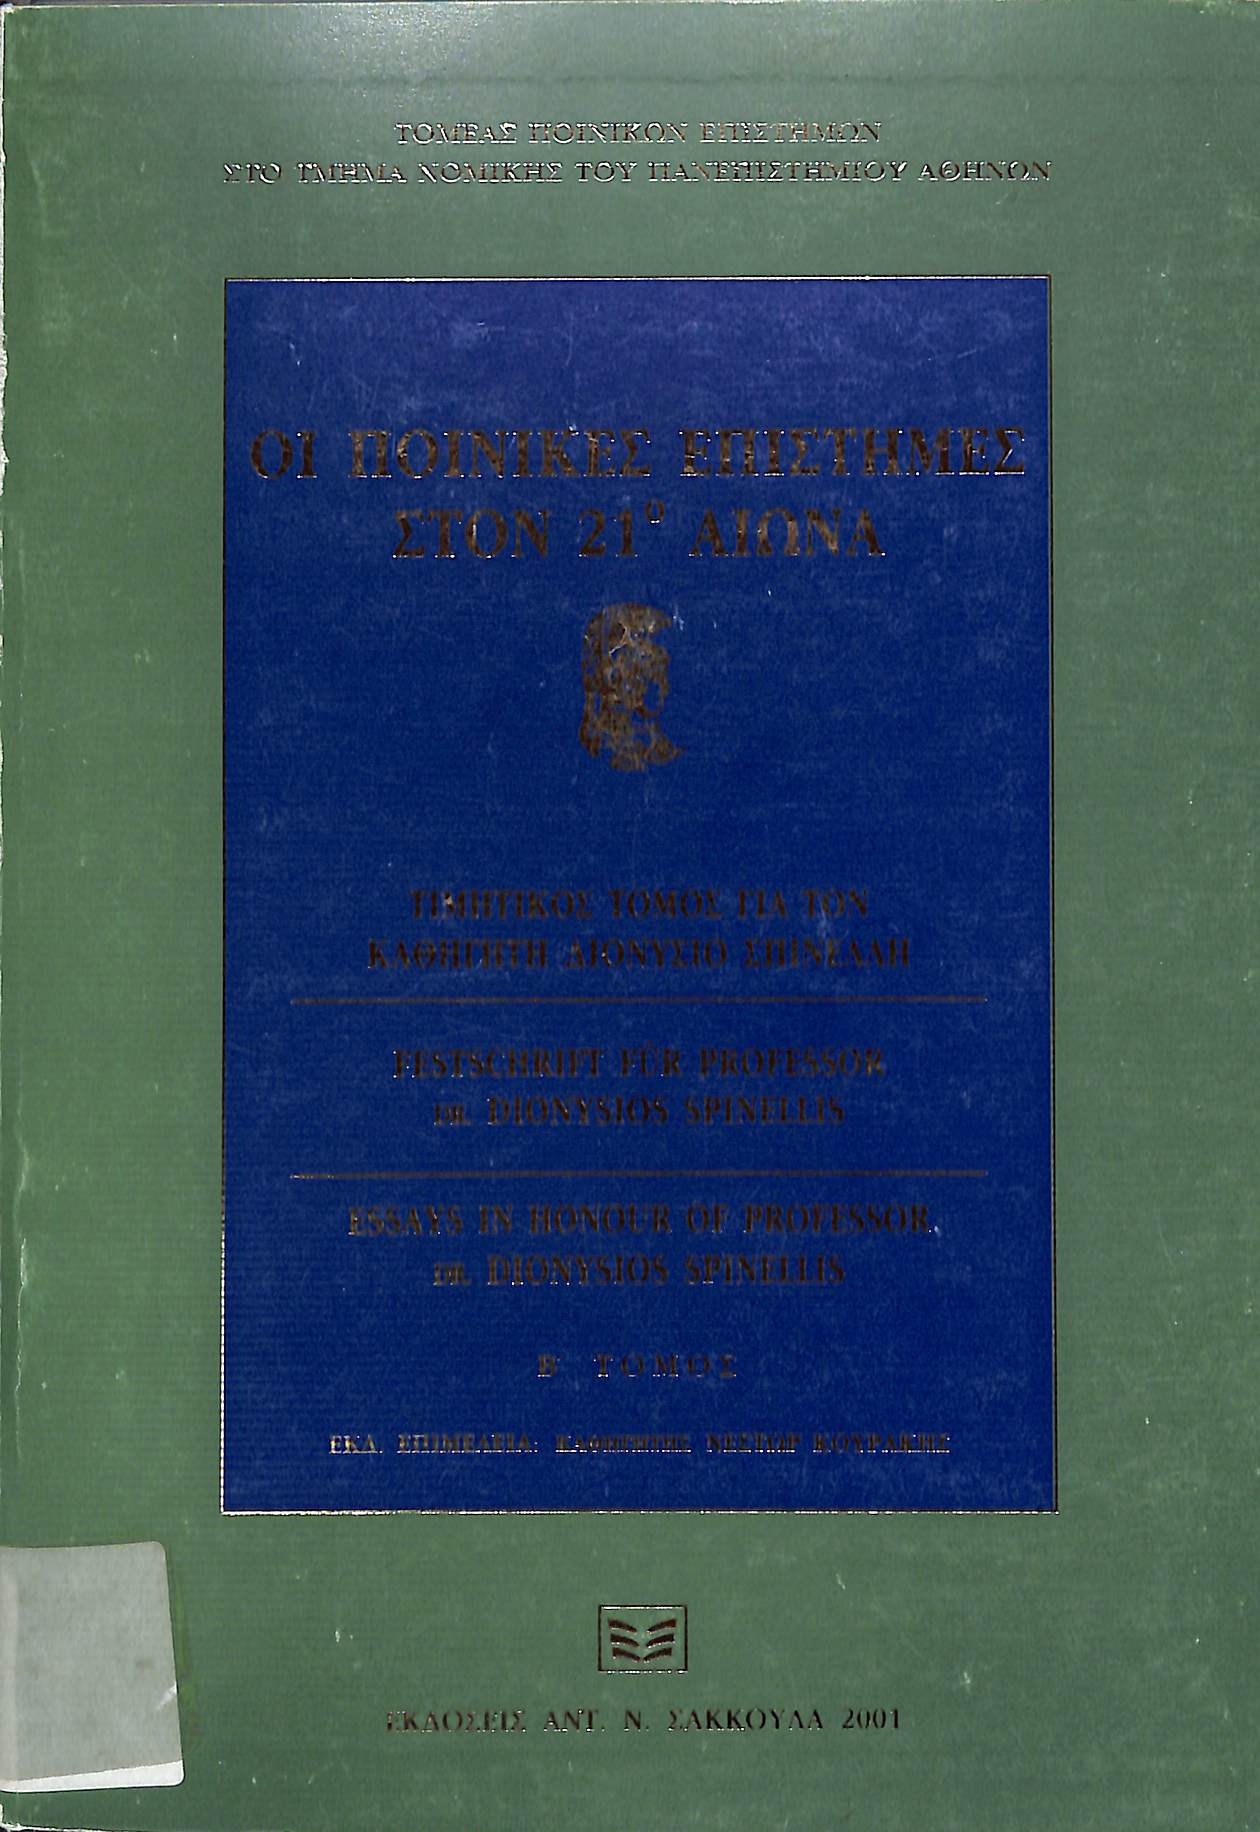 ΤΟΜΕΑΣ ΠΟΙΝΙΚΩΝ ΕΠΙΣΤΗΜΩΝ
ΣΤΟ ΤΜΗΜΑ ΝΟΜΙΚΗΣ ΤΟΥ ΠΑΝΕΠΙΣΤΗΜΙΟΥ ΑΘΗΝΩΝ
ΟΙ ΠΟΙΝΙΚΕΣ ΕΠΙΣΤΗΜΕΣ
ΣΤΟΝ 21º ΑΙΩΝΑ
ΤΙΜΗΤΙΚΟΣ ΤΟΜΟΣ ΓΙΑ ΤΟΝ
ΚΑΘΗΓΗΤΗ ΔΙΟΝΥΣΙΟ ΣΠΙΝΕΛΛΗ
FESTSCHRIFT FÜR PROFESSOR
DR. DIONYSIOS SPINELLIS
ESSAYS IN HONOUR OF PROFESSOR
DR. DIONYSIOS SPINELLIS
Β' ΤΟΜΟΣ
ΕΚΔ. ΕΠΙΜΕΛΕΙΑ: ΚΑΘΗΓΗΤΗΣ ΝΕΣΤΩΡ ΚΟΥΡΑΚΗΣ
ΕΚΔΟΣΕΙΣ ΑΝΤ. Ν. ΣΑΚΚΟΥΛΑ 2001